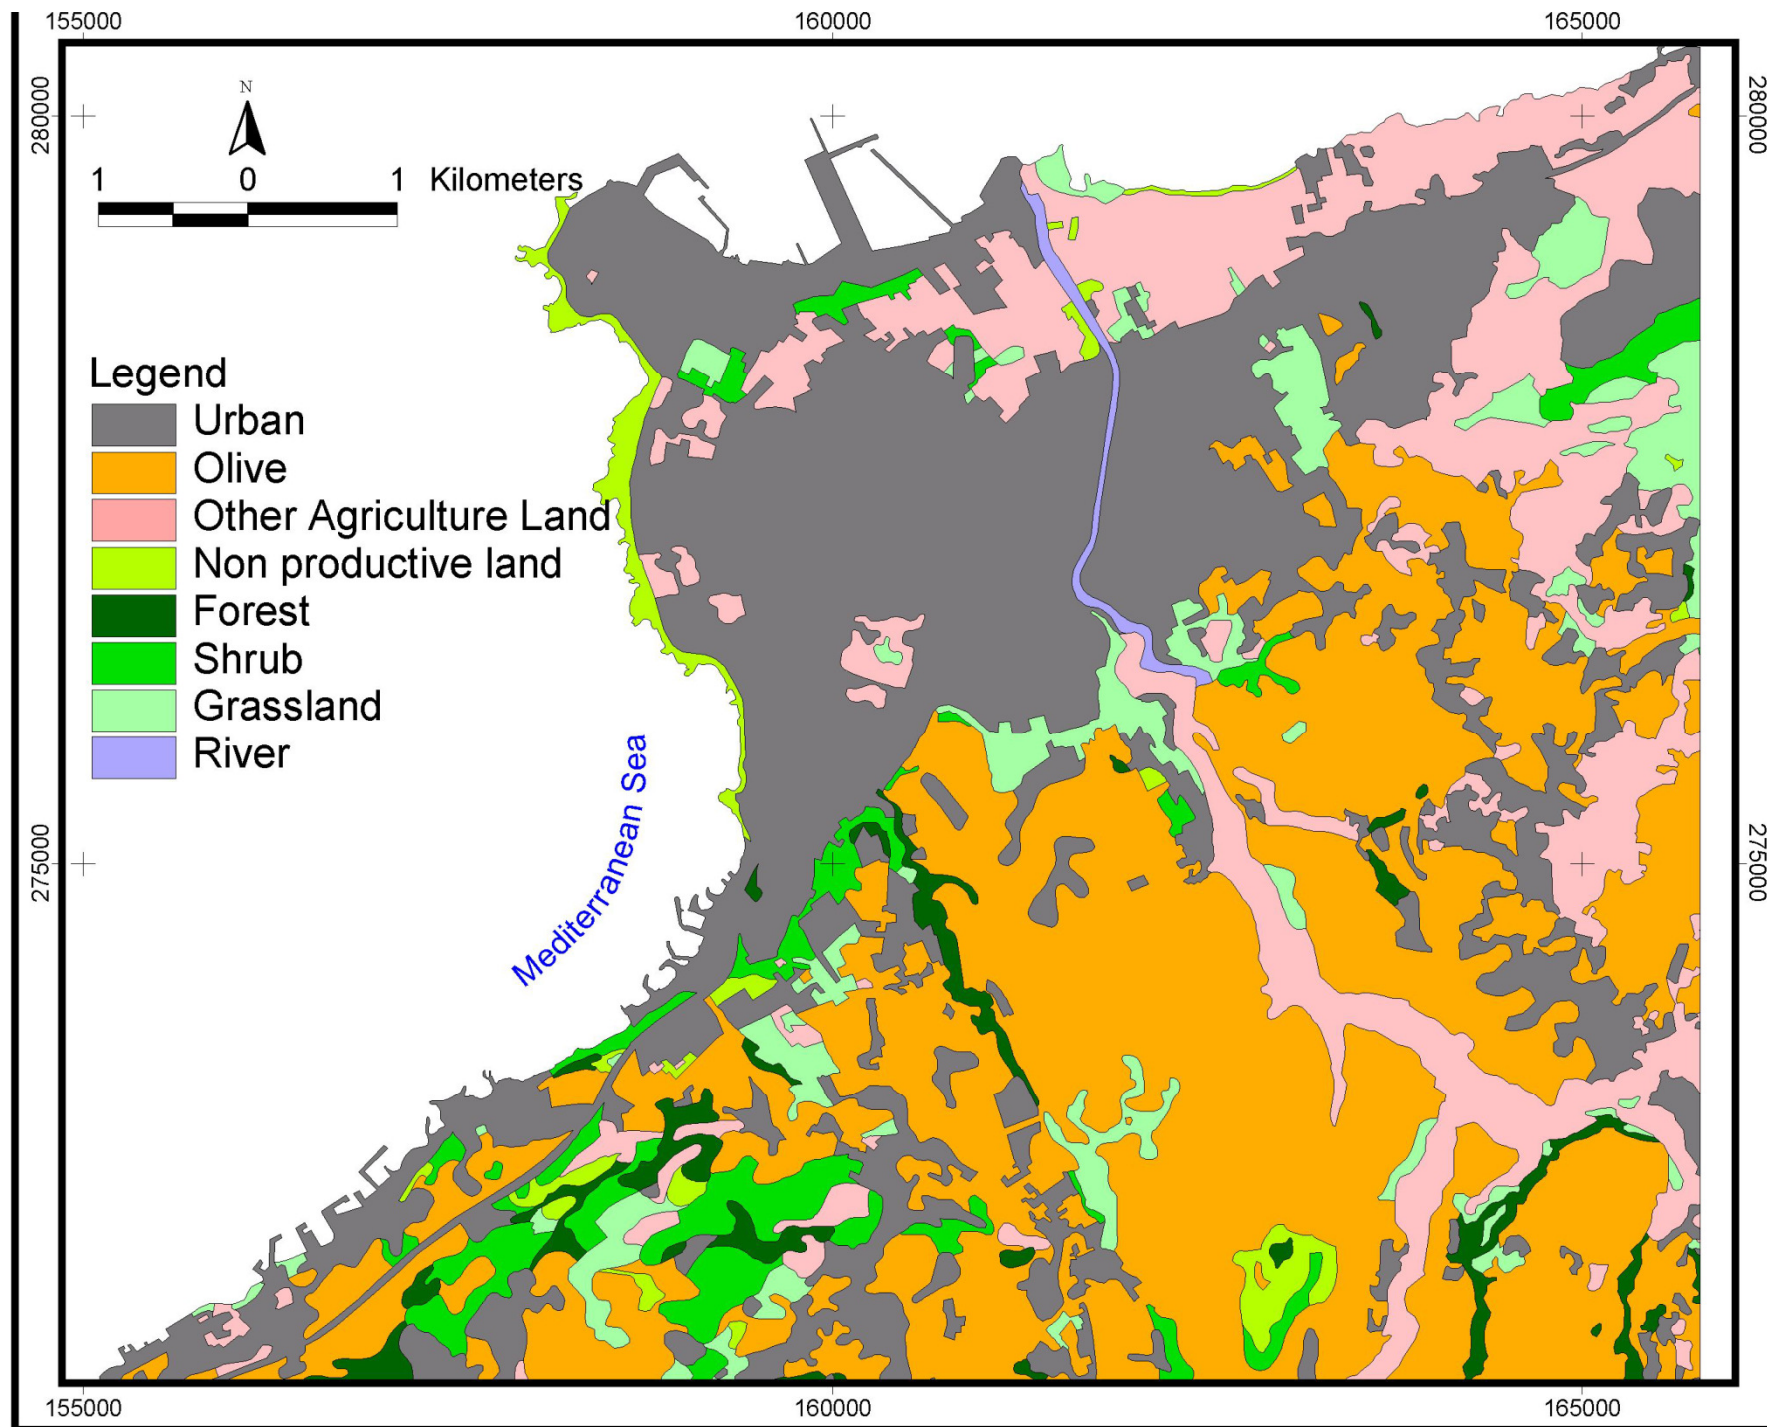 155000 160000 165000
280000 280000
N
1 0 1 Kilometers
Legend
Urban
Olive
Other Agriculture Land
Non productive land
Forest
Shrub
Grassland
River
Mediterranean Sea
275000 275000
155000 160000 165000